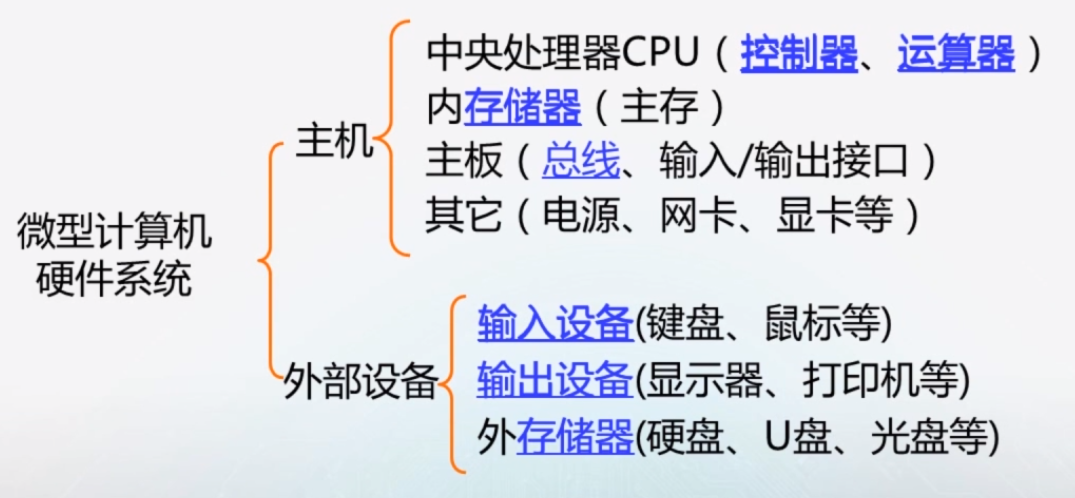 中央处理器CPU（控制器、运算器）
内存储器（主存）
主机
主板（总线、输入/输出接口）
其它（电源、网卡、显卡等）
微型计算机
硬件系统
输入设备(键盘、鼠标等)
外部设备
输出设备(显示器、打印机等)
外存储器(硬盘、U盘、光盘等)